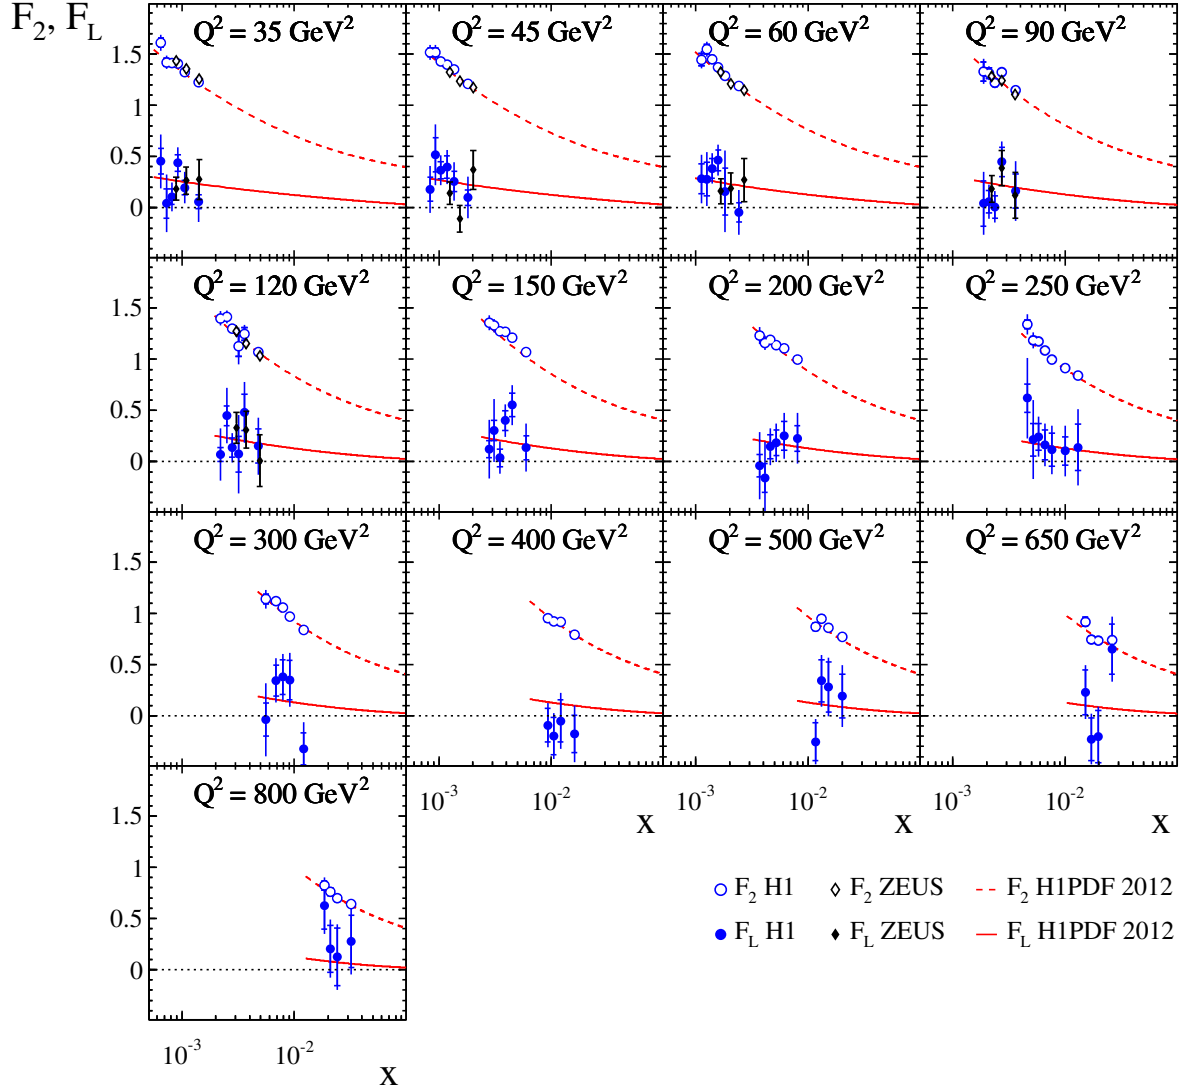 F2, FL
Q2 = 35 GeV2
Q2 = 45 GeV2
Q2 = 60 GeV2
Q2 = 90 GeV2
1.5
1
0.5
0
Q2 = 120 GeV2
Q2 = 150 GeV2
Q2 = 200 GeV2
Q2 = 250 GeV2
1.5
1
0.5
0
Q2 = 300 GeV2
Q2 = 400 GeV2
Q2 = 500 GeV2
Q2 = 650 GeV2
1.5
1
0.5
0
Q2 = 800 GeV2
10-3 10-2
10-3 10-2
10-3 10-2
x
x
x
1.5
1
0.5
0
F2 H1
F2 ZEUS
F2 H1PDF 2012
FL H1
FL ZEUS
FL H1PDF 2012
10-3 10-2
x